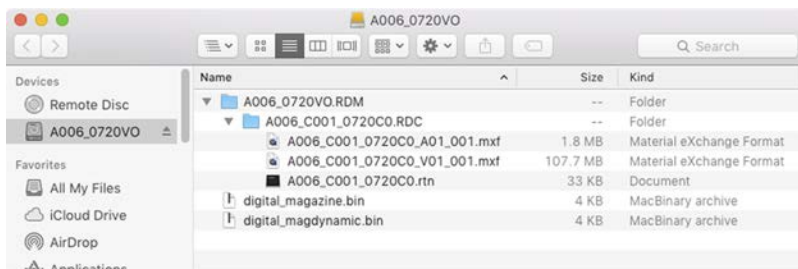 A006_0720VO
Search
Devices
Remote Disc
A006_0720VO
Favorites
All My Files
iCloud Drive
AirDrop
Applications
Name Size Kind
A006_0720VO.RDM -- Folder
A006_C001_0720C0.RDC -- Folder
A006_C001_0720C0_A01_001.mxf 1.8 MB Material eXchange Format
A006_C001_0720C0_V01_001.mxf 107.7 MB Material eXchange Format
A006_C001_0720C0.rtn 33 KB Document
digital_magazine.bin 4 KB MacBinary archive
digital_magdynamic.bin 4 KB MacBinary archive